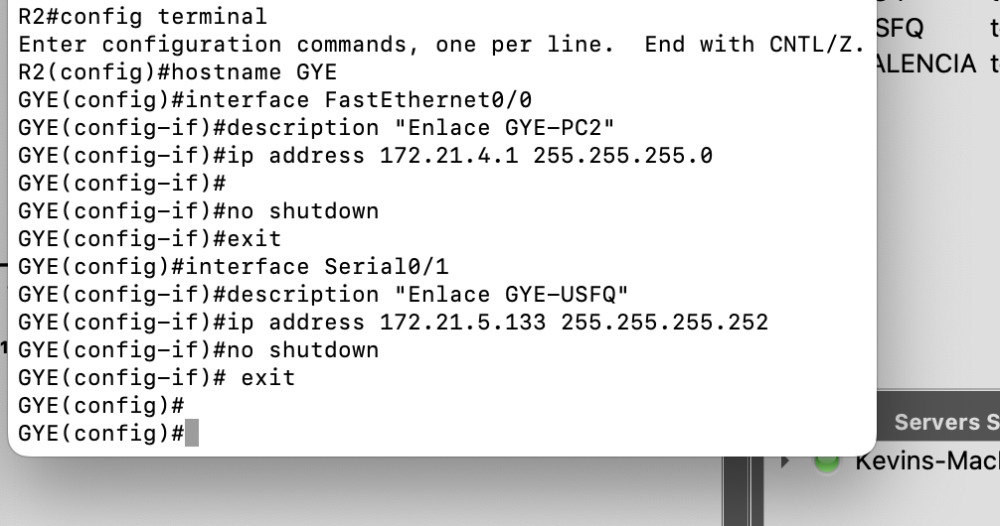 R2#config terminal
Enter configuration commands, one per line.  End with CNTL/Z.
R2(config)#hostname GYE
GYE(config)#interface FastEthernet0/0
GYE(config-if)#description "Enlace GYE-PC2"
GYE(config-if)#ip address 172.21.4.1 255.255.255.0
GYE(config-if)#
GYE(config-if)#no shutdown
GYE(config-if)#exit
GYE(config)#interface Serial0/1
GYE(config-if)#description "Enlace GYE-USFQ"
GYE(config-if)#ip address 172.21.5.133 255.255.255.252
GYE(config-if)#no shutdown
GYE(config-if)# exit
GYE(config)#
GYE(config)#
SFQ t
ALENCIA t
Servers S
Kevins-Mac